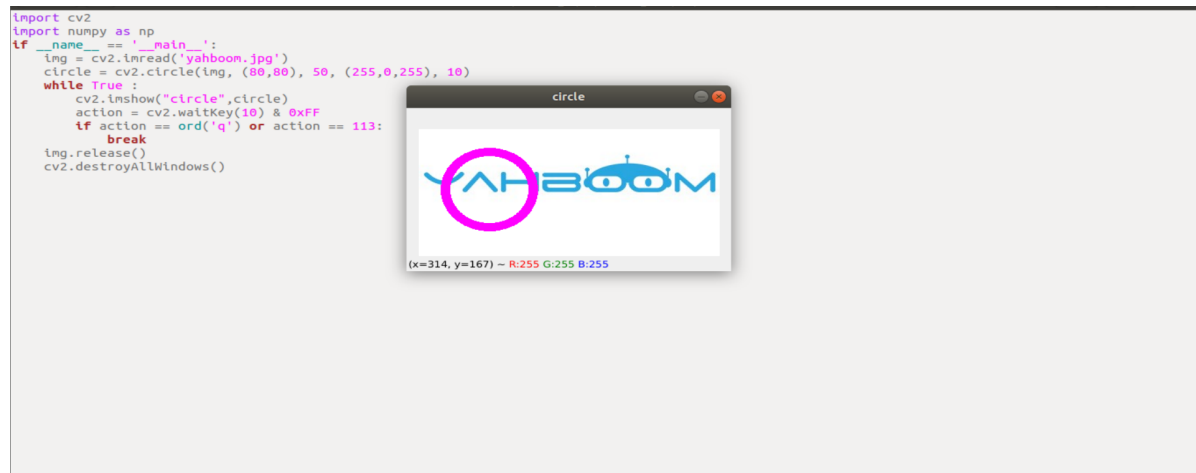 import cv2
import numpy as np
if __name__ == '__main__':
    img = cv2.imread('yahboom.jpg')
    circle = cv2.circle(img, (80,80), 50, (255,0,255), 10)
    while True :
        cv2.imshow("circle",circle)
        action = cv2.waitKey(10) & 0xFF
        if action == ord('q') or action == 113:
            break
    img.release()
    cv2.destroyAllWindows()
circle
YAHBOOM
(x=314, y=167) ~ R:255 G:255 B:255